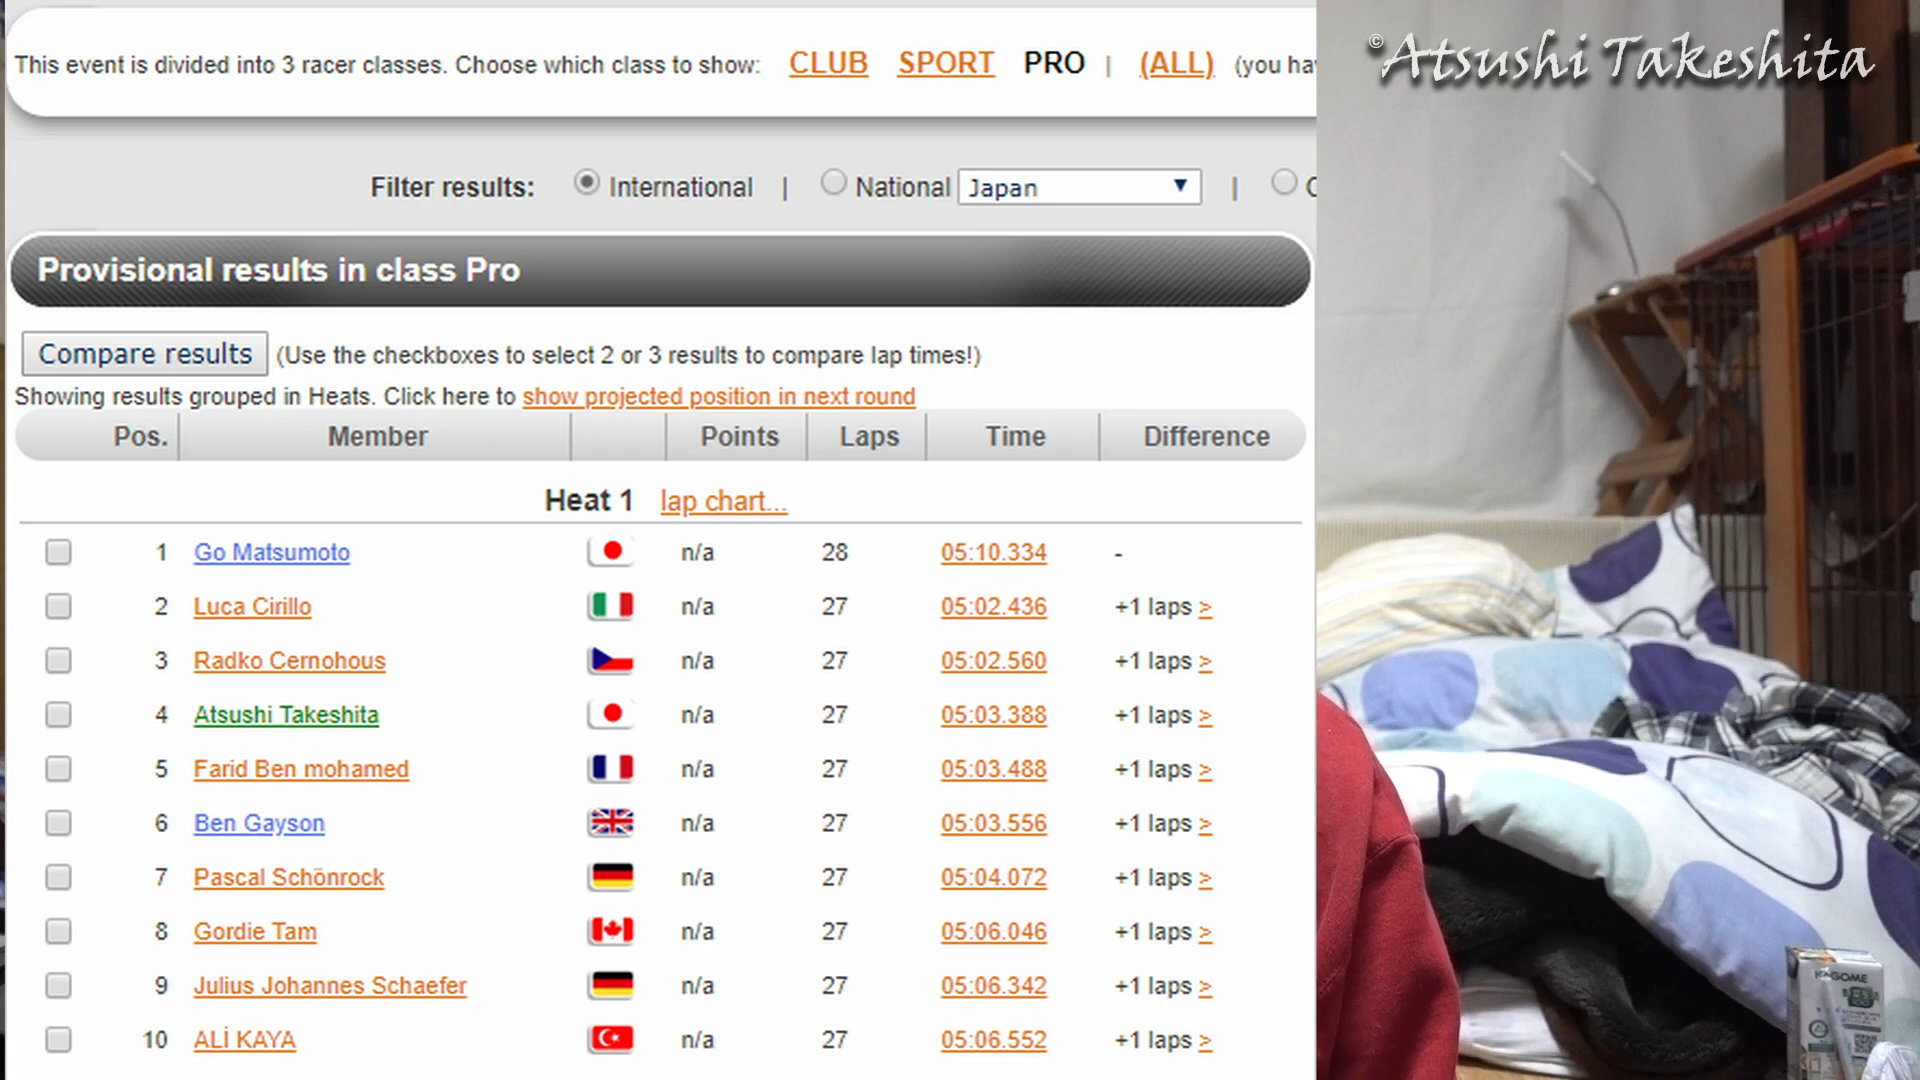 This event is divided into 3 racer classes. Choose which class to show: CLUB SPORT PRO | (ALL) (you hav
©Atsushi Takeshita
Filter results: International | National Japan |
Provisional results in class Pro
Compare results (Use the checkboxes to select 2 or 3 results to compare lap times!)
Showing results grouped in Heats. Click here to show projected position in next round
Pos. Member Points Laps Time Difference
Heat 1 lap chart...
1 Go Matsumoto n/a 28 05:10.334 -
2 Luca Cirillo n/a 27 05:02.436 +1 laps >
3 Radko Cernohous n/a 27 05:02.560 +1 laps >
4 Atsushi Takeshita n/a 27 05:03.388 +1 laps >
5 Farid Ben mohamed n/a 27 05:03.488 +1 laps >
6 Ben Gayson n/a 27 05:03.556 +1 laps >
7 Pascal Schönrock n/a 27 05:04.072 +1 laps >
8 Gordie Tam n/a 27 05:06.046 +1 laps >
9 Julius Johannes Schaefer n/a 27 05:06.342 +1 laps >
10 ALİ KAYA n/a 27 05:06.552 +1 laps >
KAGOME